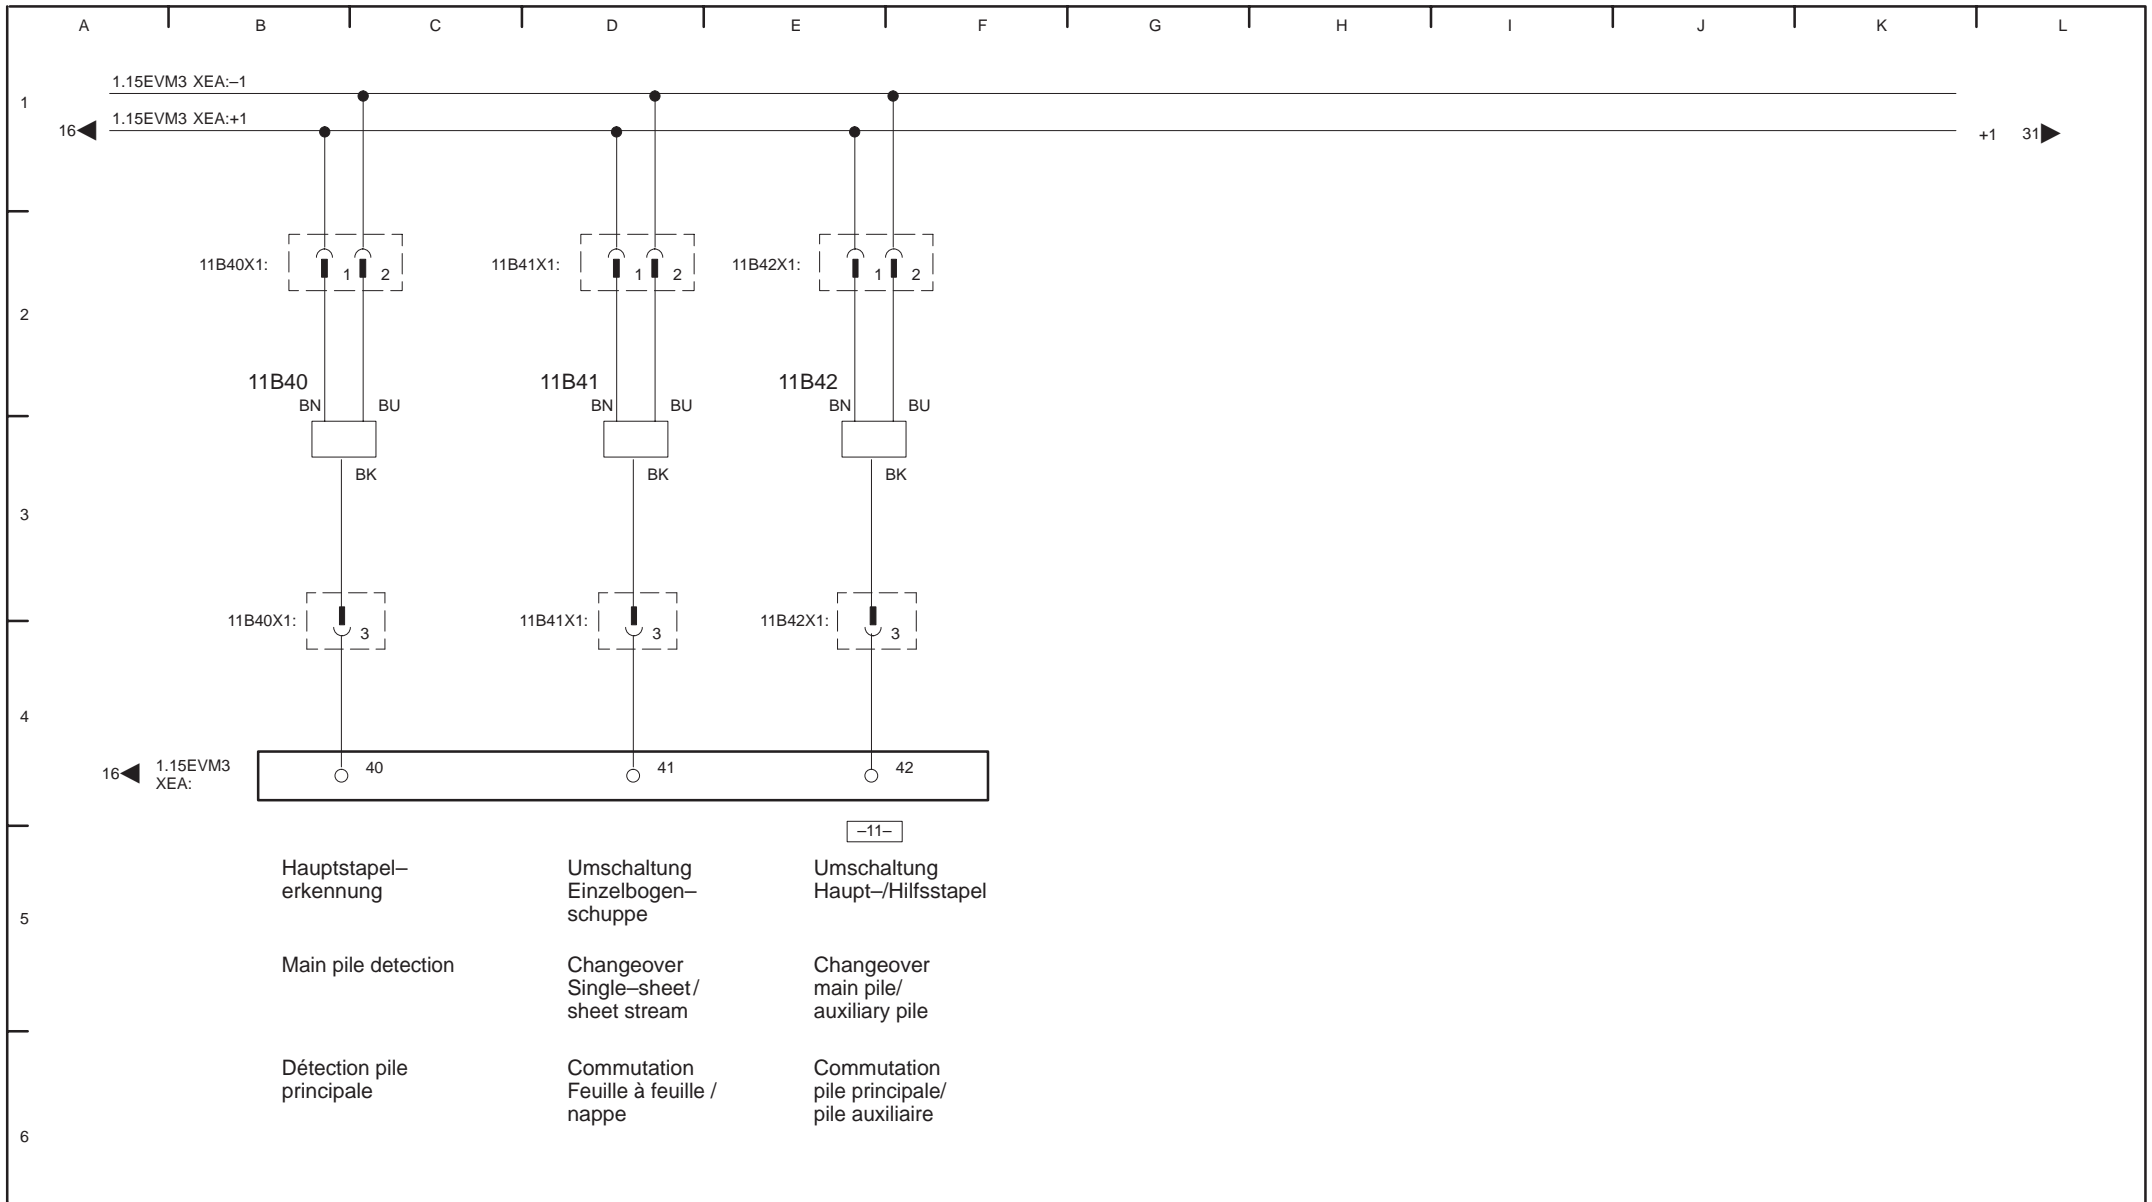 A B C D E F G H I J K L
1
1.15EVM3 XEA:–1
1.15EVM3 XEA:+1
16
+1 31
11B40X1: 1 2
11B41X1: 1 2
11B42X1: 1 2
2
11B40
11B41
11B42
BN BU
BN BU
BN BU
BK
BK
BK
3
11B40X1: 3
11B41X1: 3
11B42X1: 3
4
16
1.15EVM3
XEA:
40
41
42
–11–
Hauptstapel–
erkennung
Umschaltung
Einzelbogen–
schuppe
Umschaltung
Haupt–/Hilfsstapel
5
Main pile detection
Changeover
Single–sheet/
sheet stream
Changeover
main pile/
auxiliary pile
Détection pile
principale
Commutation
Feuille à feuille /
nappe
Commutation
pile principale/
pile auxiliaire
6